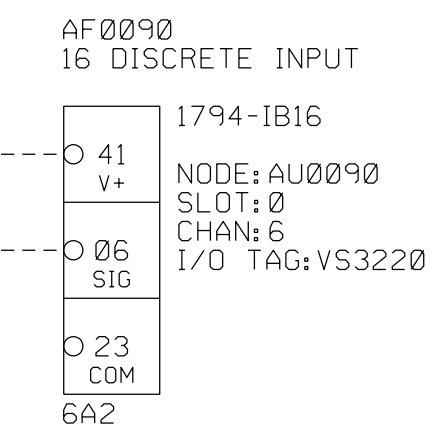 AF0090
16 DISCRETE INPUT
1794-IB16
41
V+
NODE:AU0090
SLOT:0
CHAN:6
I/O TAG:VS3220
06
SIG
23
COM
6A2